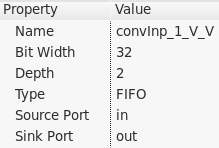 Property Value
Name convInp_1_V_V
Bit Width 32
Depth 2
Type FIFO
Source Port in
Sink Port out